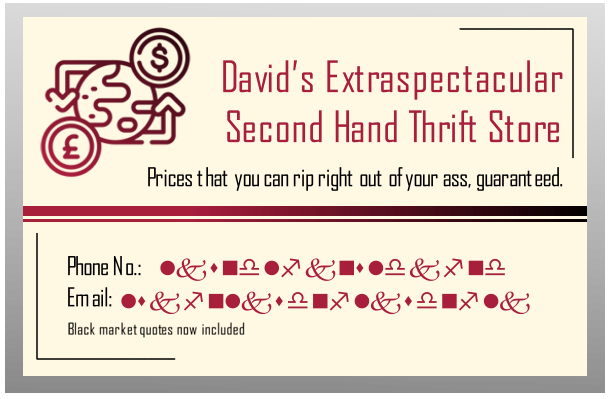 $
£
David's Extraspectacular
Second Hand Thrift Store
Prices that you can rip right out of your ass, guaranteed.
Phone No.: ●🙵⬧■♎●♐🙵■⬧●♎🙵♐■♎
Email: ●⬧🙵♐■●🙵⬧♎■♐●🙵⬧♎■♐●🙵
Black market quotes now included